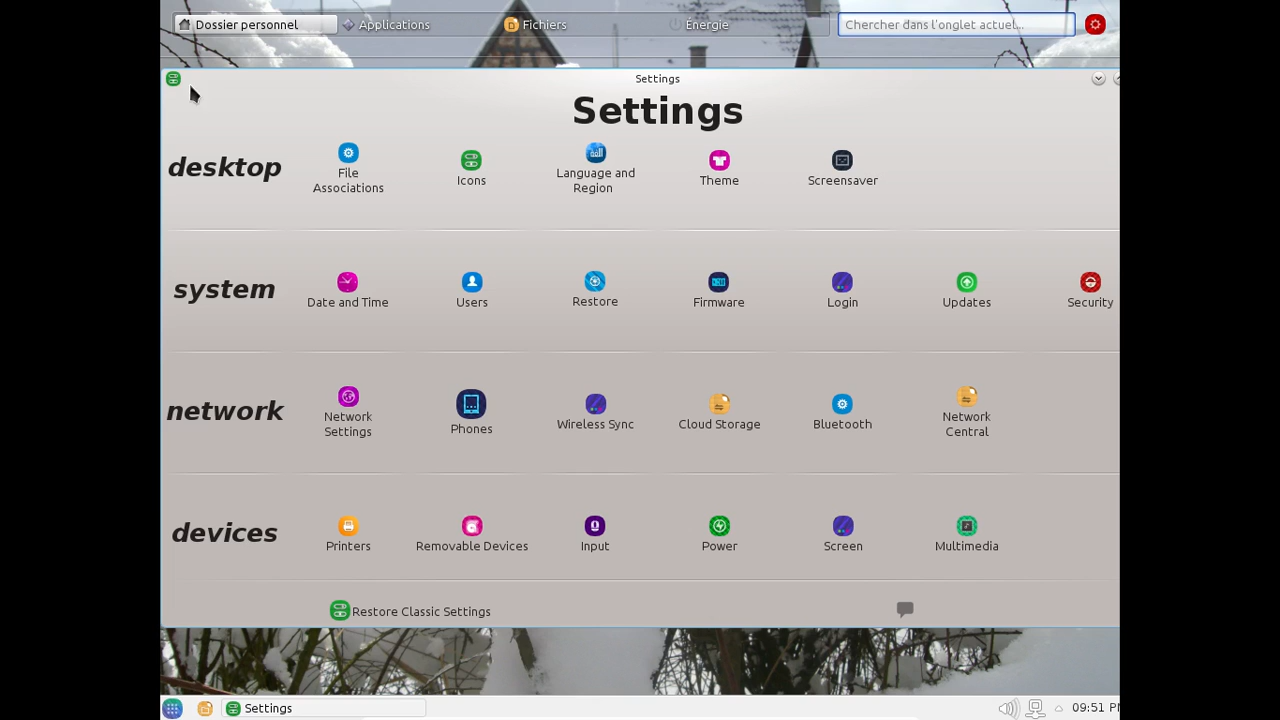 Dossier personnel
Applications
Fichiers
Énergie
Chercher dans l'onglet actuel...
Settings
Settings
desktop
File
Associations
Icons
Language and
Region
Theme
Screensaver
system
Date and Time
Users
Restore
Firmware
Login
Updates
Security
network
Network
Settings
Phones
Wireless Sync
Cloud Storage
Bluetooth
Network
Central
devices
Printers
Removable Devices
Input
Power
Screen
Multimedia
Restore Classic Settings
Settings
09:51